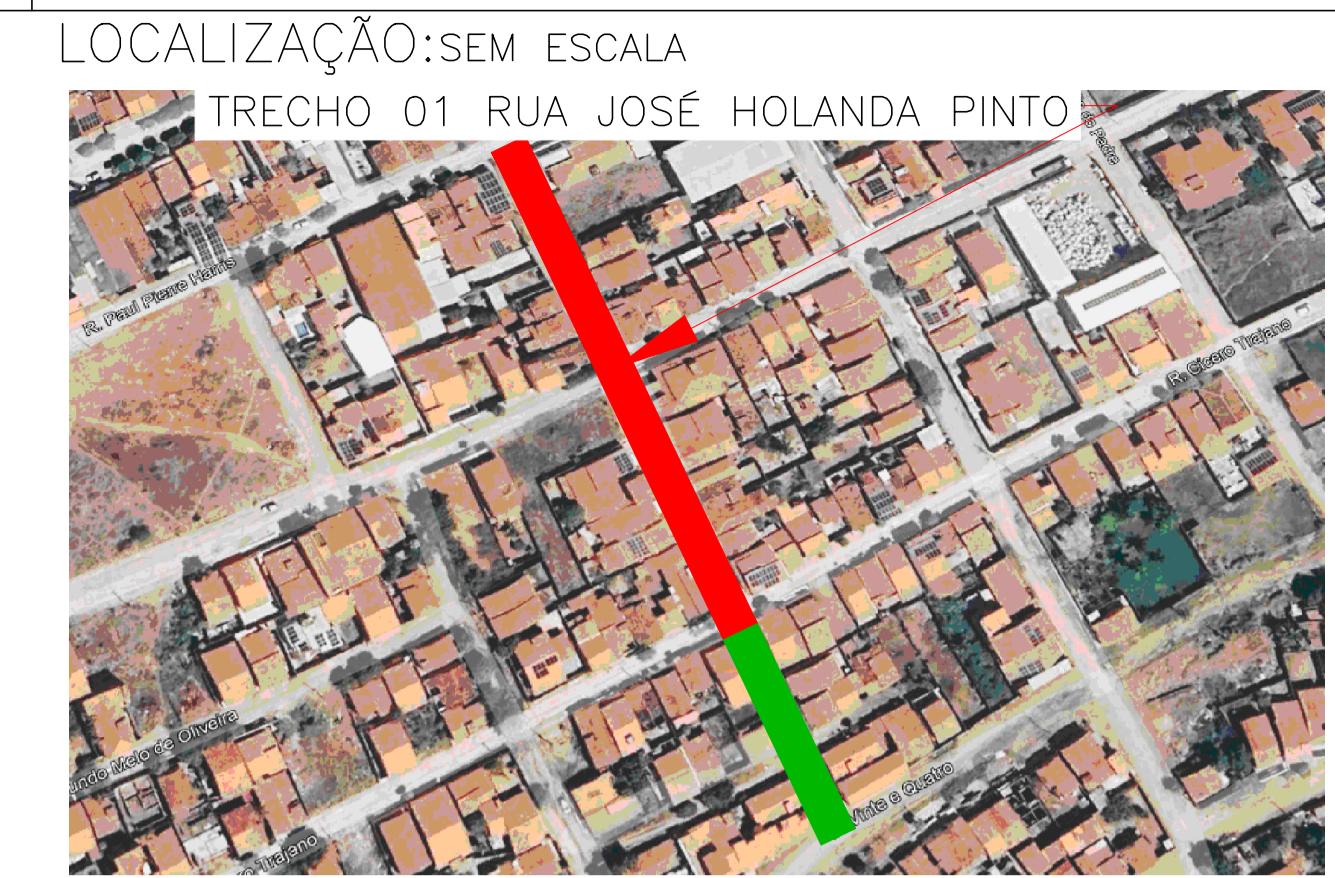 LOCALIZAÇÃO: SEM ESCALA
TRECHO 01 RUA JOSÉ HOLANDA PINTO
Padre
R. Paul Pierre Harris
R. Cícero Trajano
undo Melo de Oliveira
Vinte e Quatro
Trajano